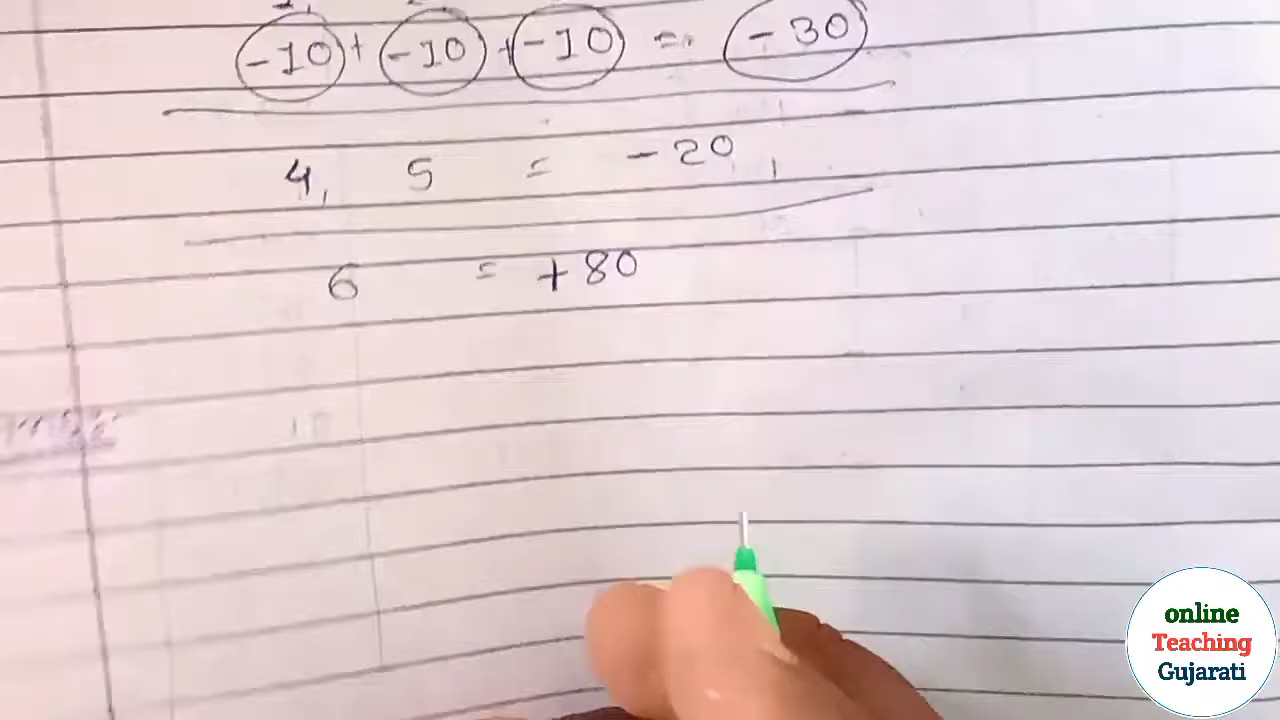 -10 + -10 + -10 = -30
4, 5 = -20,
6 = +80
online
Teaching
Gujarati